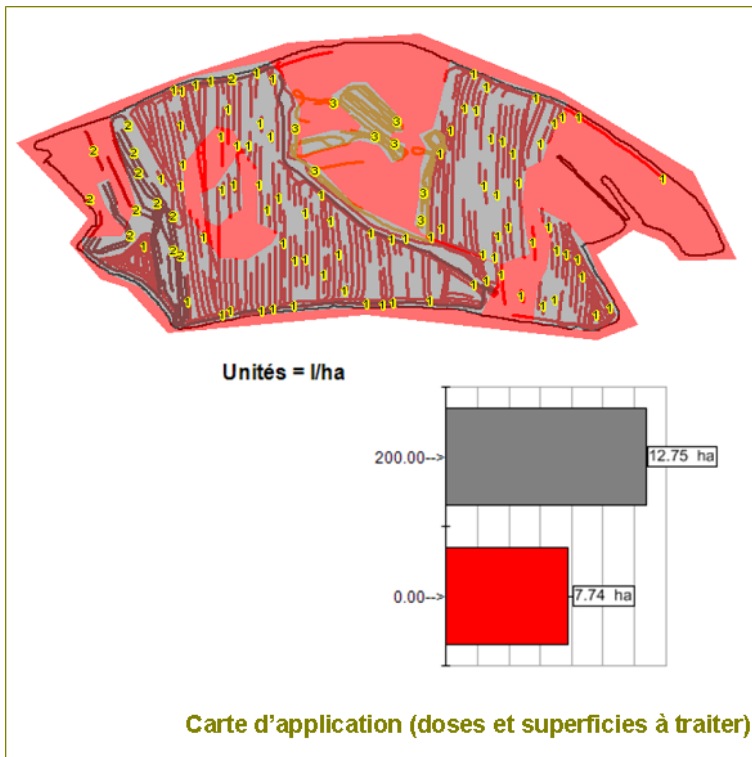 Unités = l/ha
200.00-->
12.75 ha
0.00-->
7.74 ha
Carte d'application (doses et superficies à traiter)